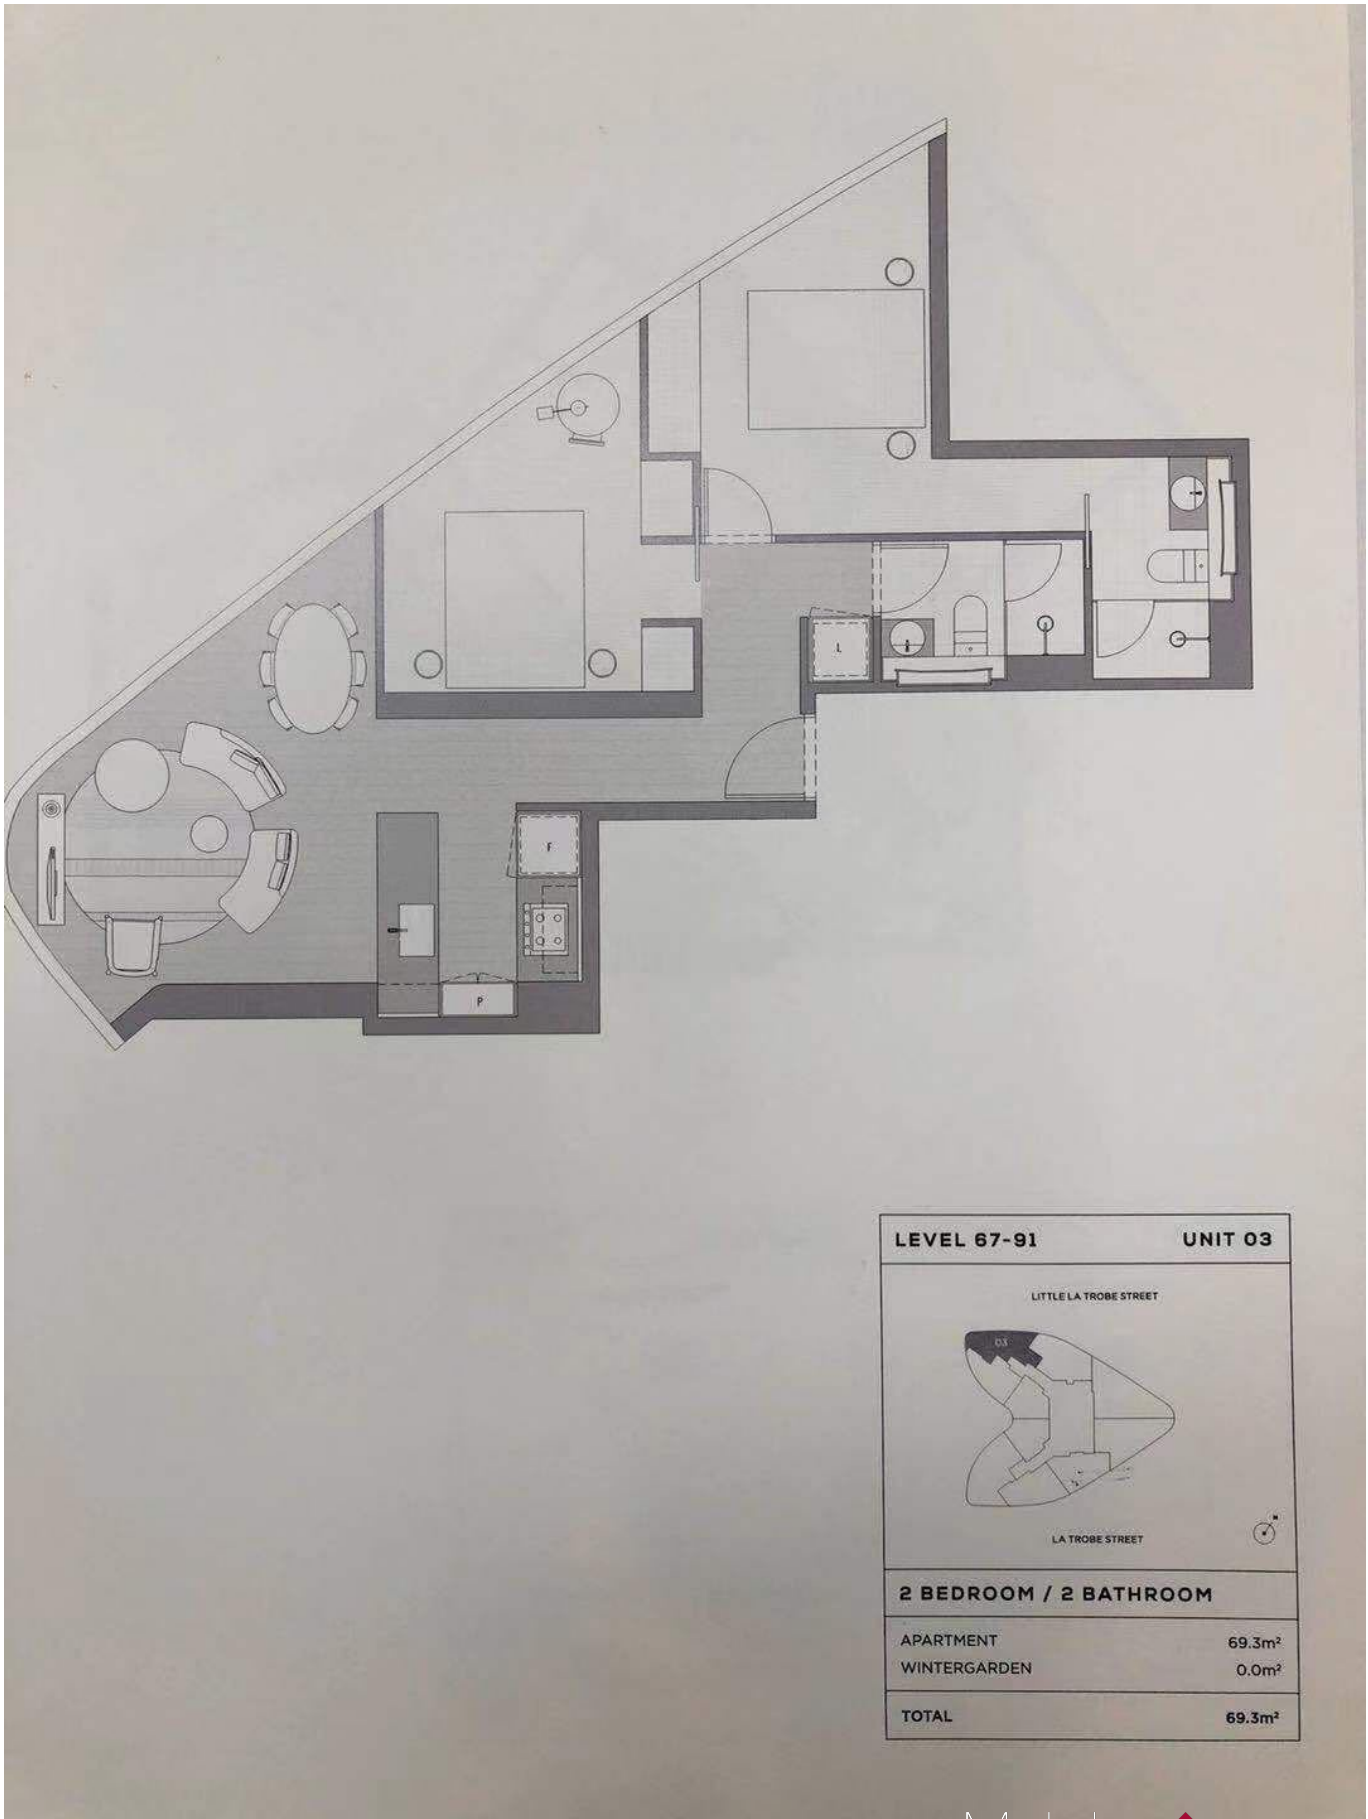 L
F
P
LEVEL 67-91 UNIT 03
LITTLE LA TROBE STREET
03
LA TROBE STREET
2 BEDROOM / 2 BATHROOM
APARTMENT 69.3m²
WINTERGARDEN 0.0m²
TOTAL 69.3m²